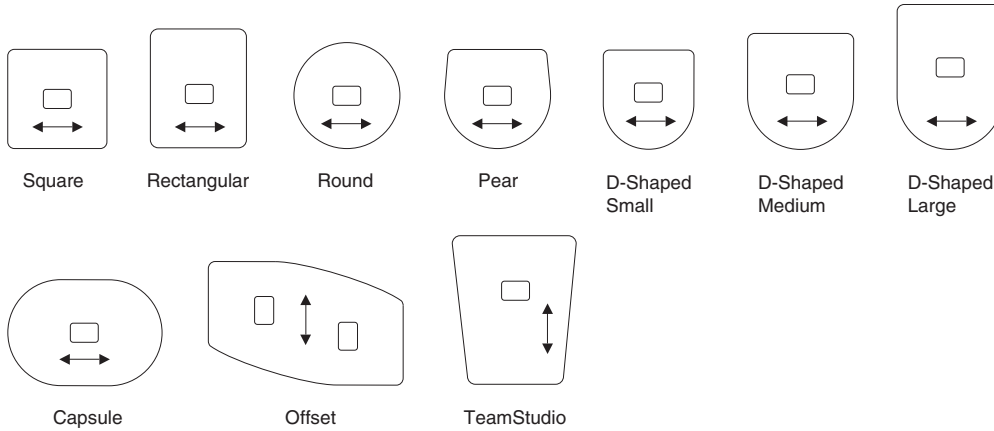 Square
Rectangular
Round
Pear
D-Shaped
Small
D-Shaped
Medium
D-Shaped
Large
Capsule
Offset
TeamStudio